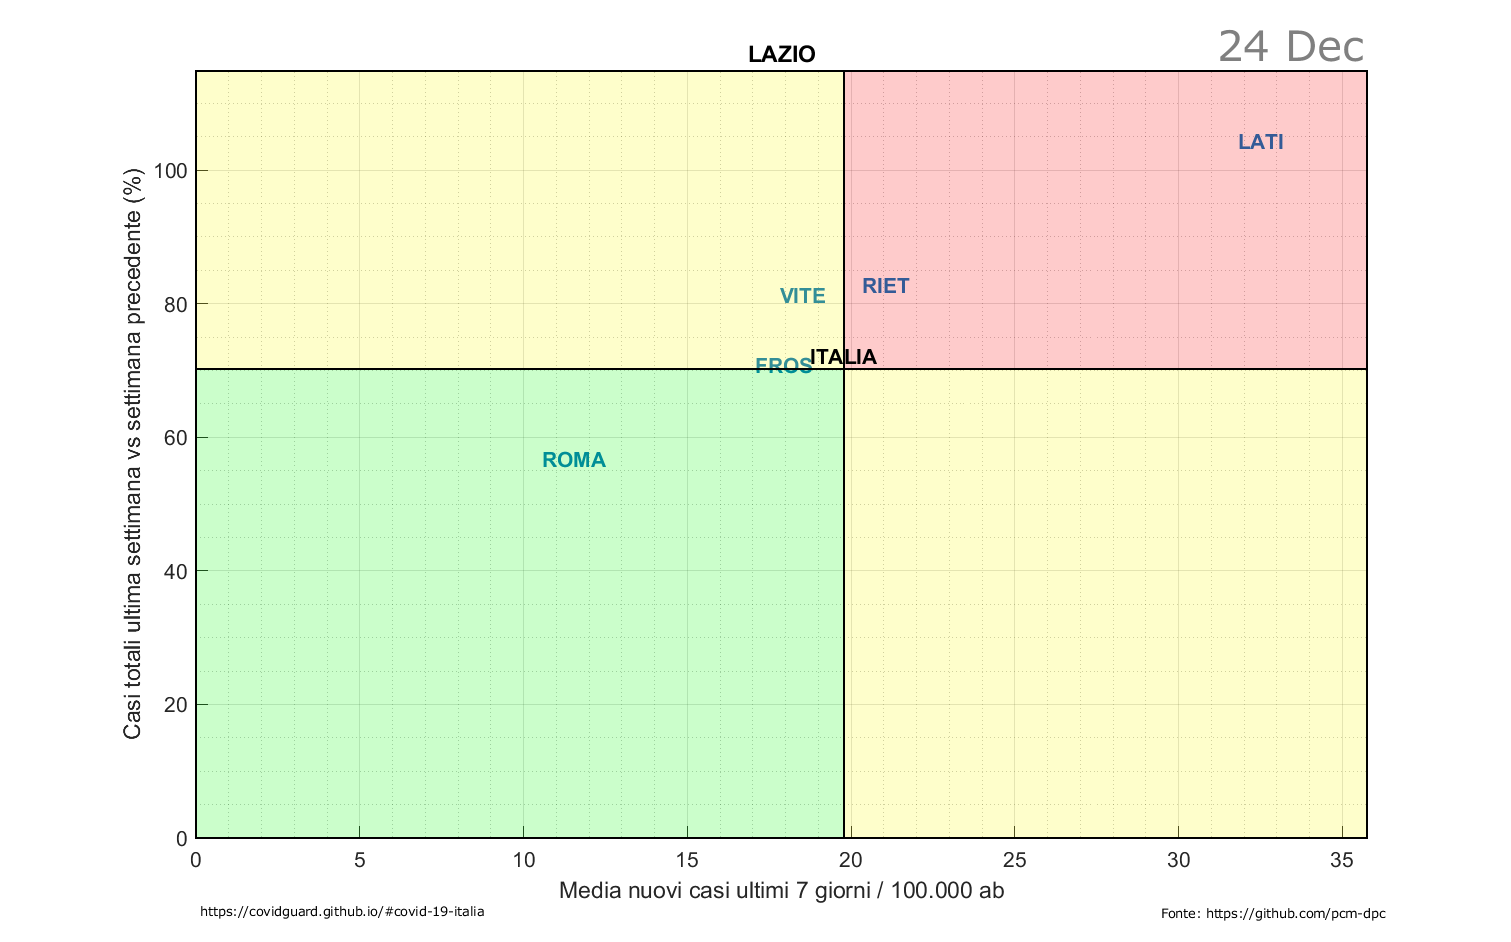 24 Dec
LAZIO
LATI
RIET
VITE
ITALIA
FROS
ROMA
Casi totali ultima settimana vs settimana precedente (%)
100
80
60
40
20
0
0 5 10 15 20 25 30 35
Media nuovi casi ultimi 7 giorni / 100.000 ab
https://covidguard.github.io/#covid-19-italia
Fonte: https://github.com/pcm-dpc